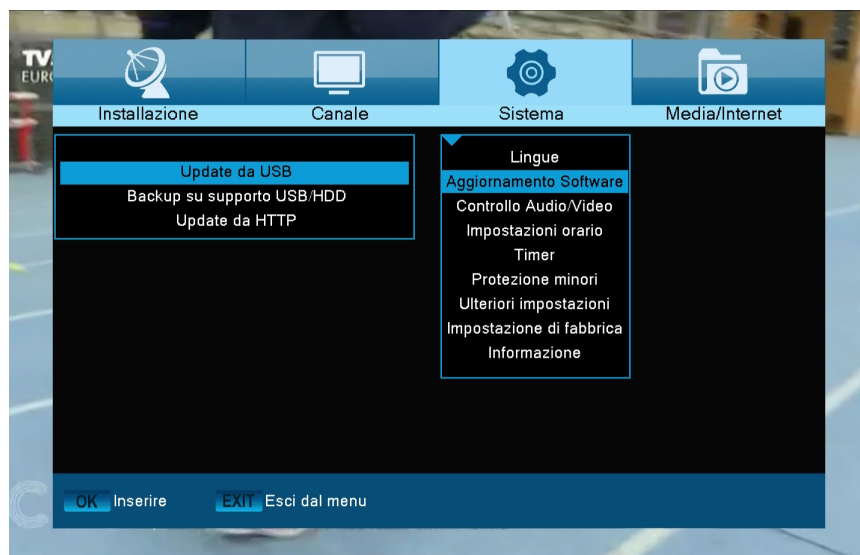 TV
EURO
Installazione
Canale
Sistema
Media/Internet
Update da USB
Backup su supporto USB/HDD
Update da HTTP
Lingue
Aggiornamento Software
Controllo Audio/Video
Impostazioni orario
Timer
Protezione minori
Ulteriori impostazioni
Impostazione di fabbrica
Informazione
OK Inserire
EXIT Esci dal menu